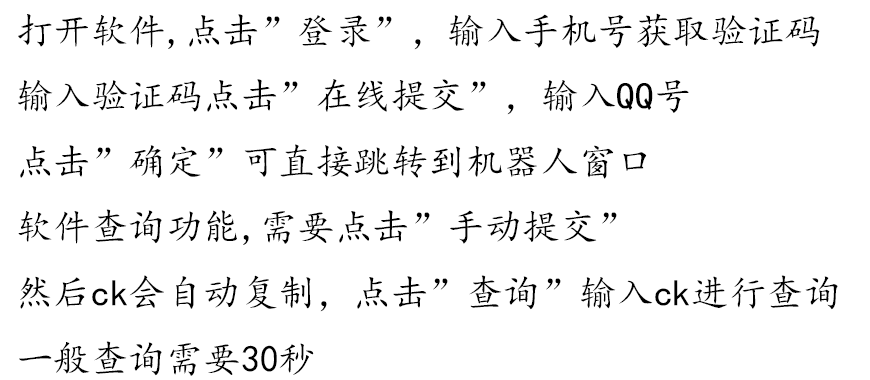 打开软件,点击”登录”，输入手机号获取验证码
输入验证码点击”在线提交”，输入QQ号
点击”确定”可直接跳转到机器人窗口
软件查询功能,需要点击”手动提交”
然后ck会自动复制，点击”查询”输入ck进行查询
一般查询需要30秒